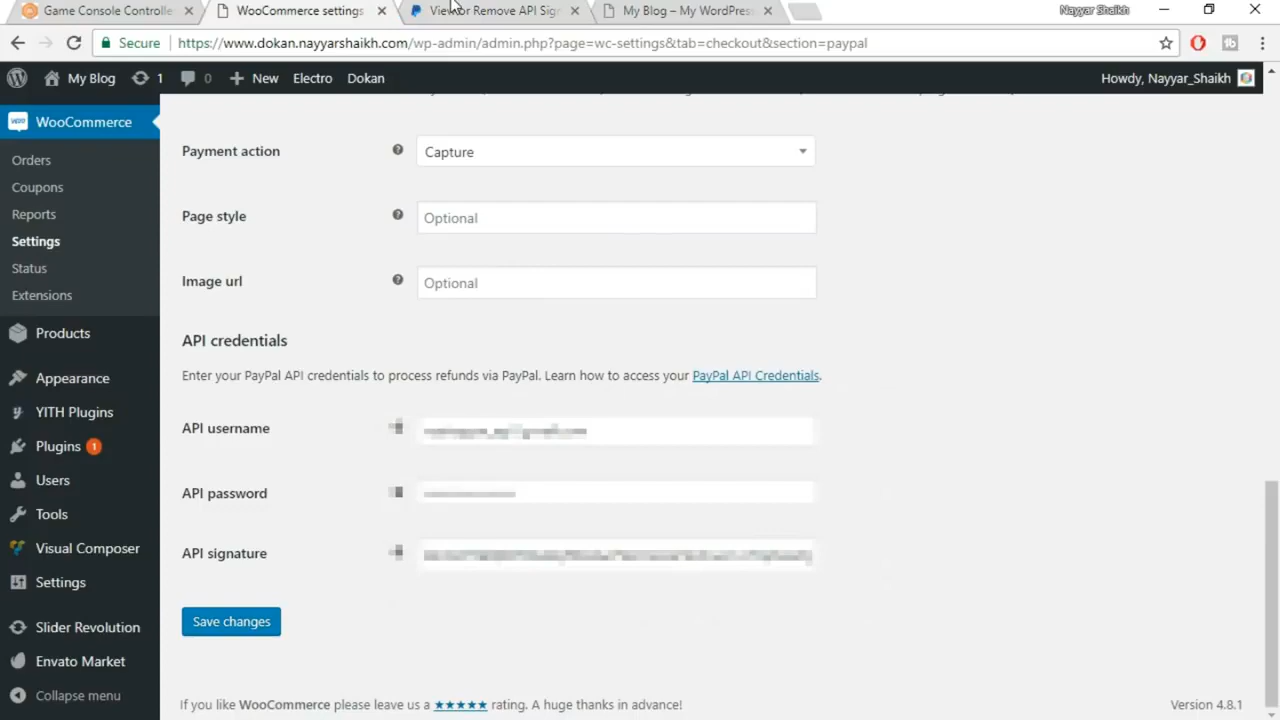 Game Console Controlle
WooCommerce settings
View or Remove API Sig
My Blog – My WordPres
Nayyar Shaikh
Secure
https://www.dokan.nayyarshaikh.com/wp-admin/admin.php?page=wc-settings&tab=checkout&section=paypal
My Blog
1
0
New
Electro
Dokan
Howdy, Nayyar_Shaikh
WooCommerce
Orders
Coupons
Reports
Settings
Status
Extensions
Products
Appearance
YITH Plugins
Plugins 1
Users
Tools
Visual Composer
Settings
Slider Revolution
Envato Market
Collapse menu
Payment action
Capture
Page style
Optional
Image url
Optional
API credentials
Enter your PayPal API credentials to process refunds via PayPal. Learn how to access your PayPal API Credentials.
API username
API password
API signature
Save changes
If you like WooCommerce please leave us a ★★★★★ rating. A huge thanks in advance!
Version 4.8.1